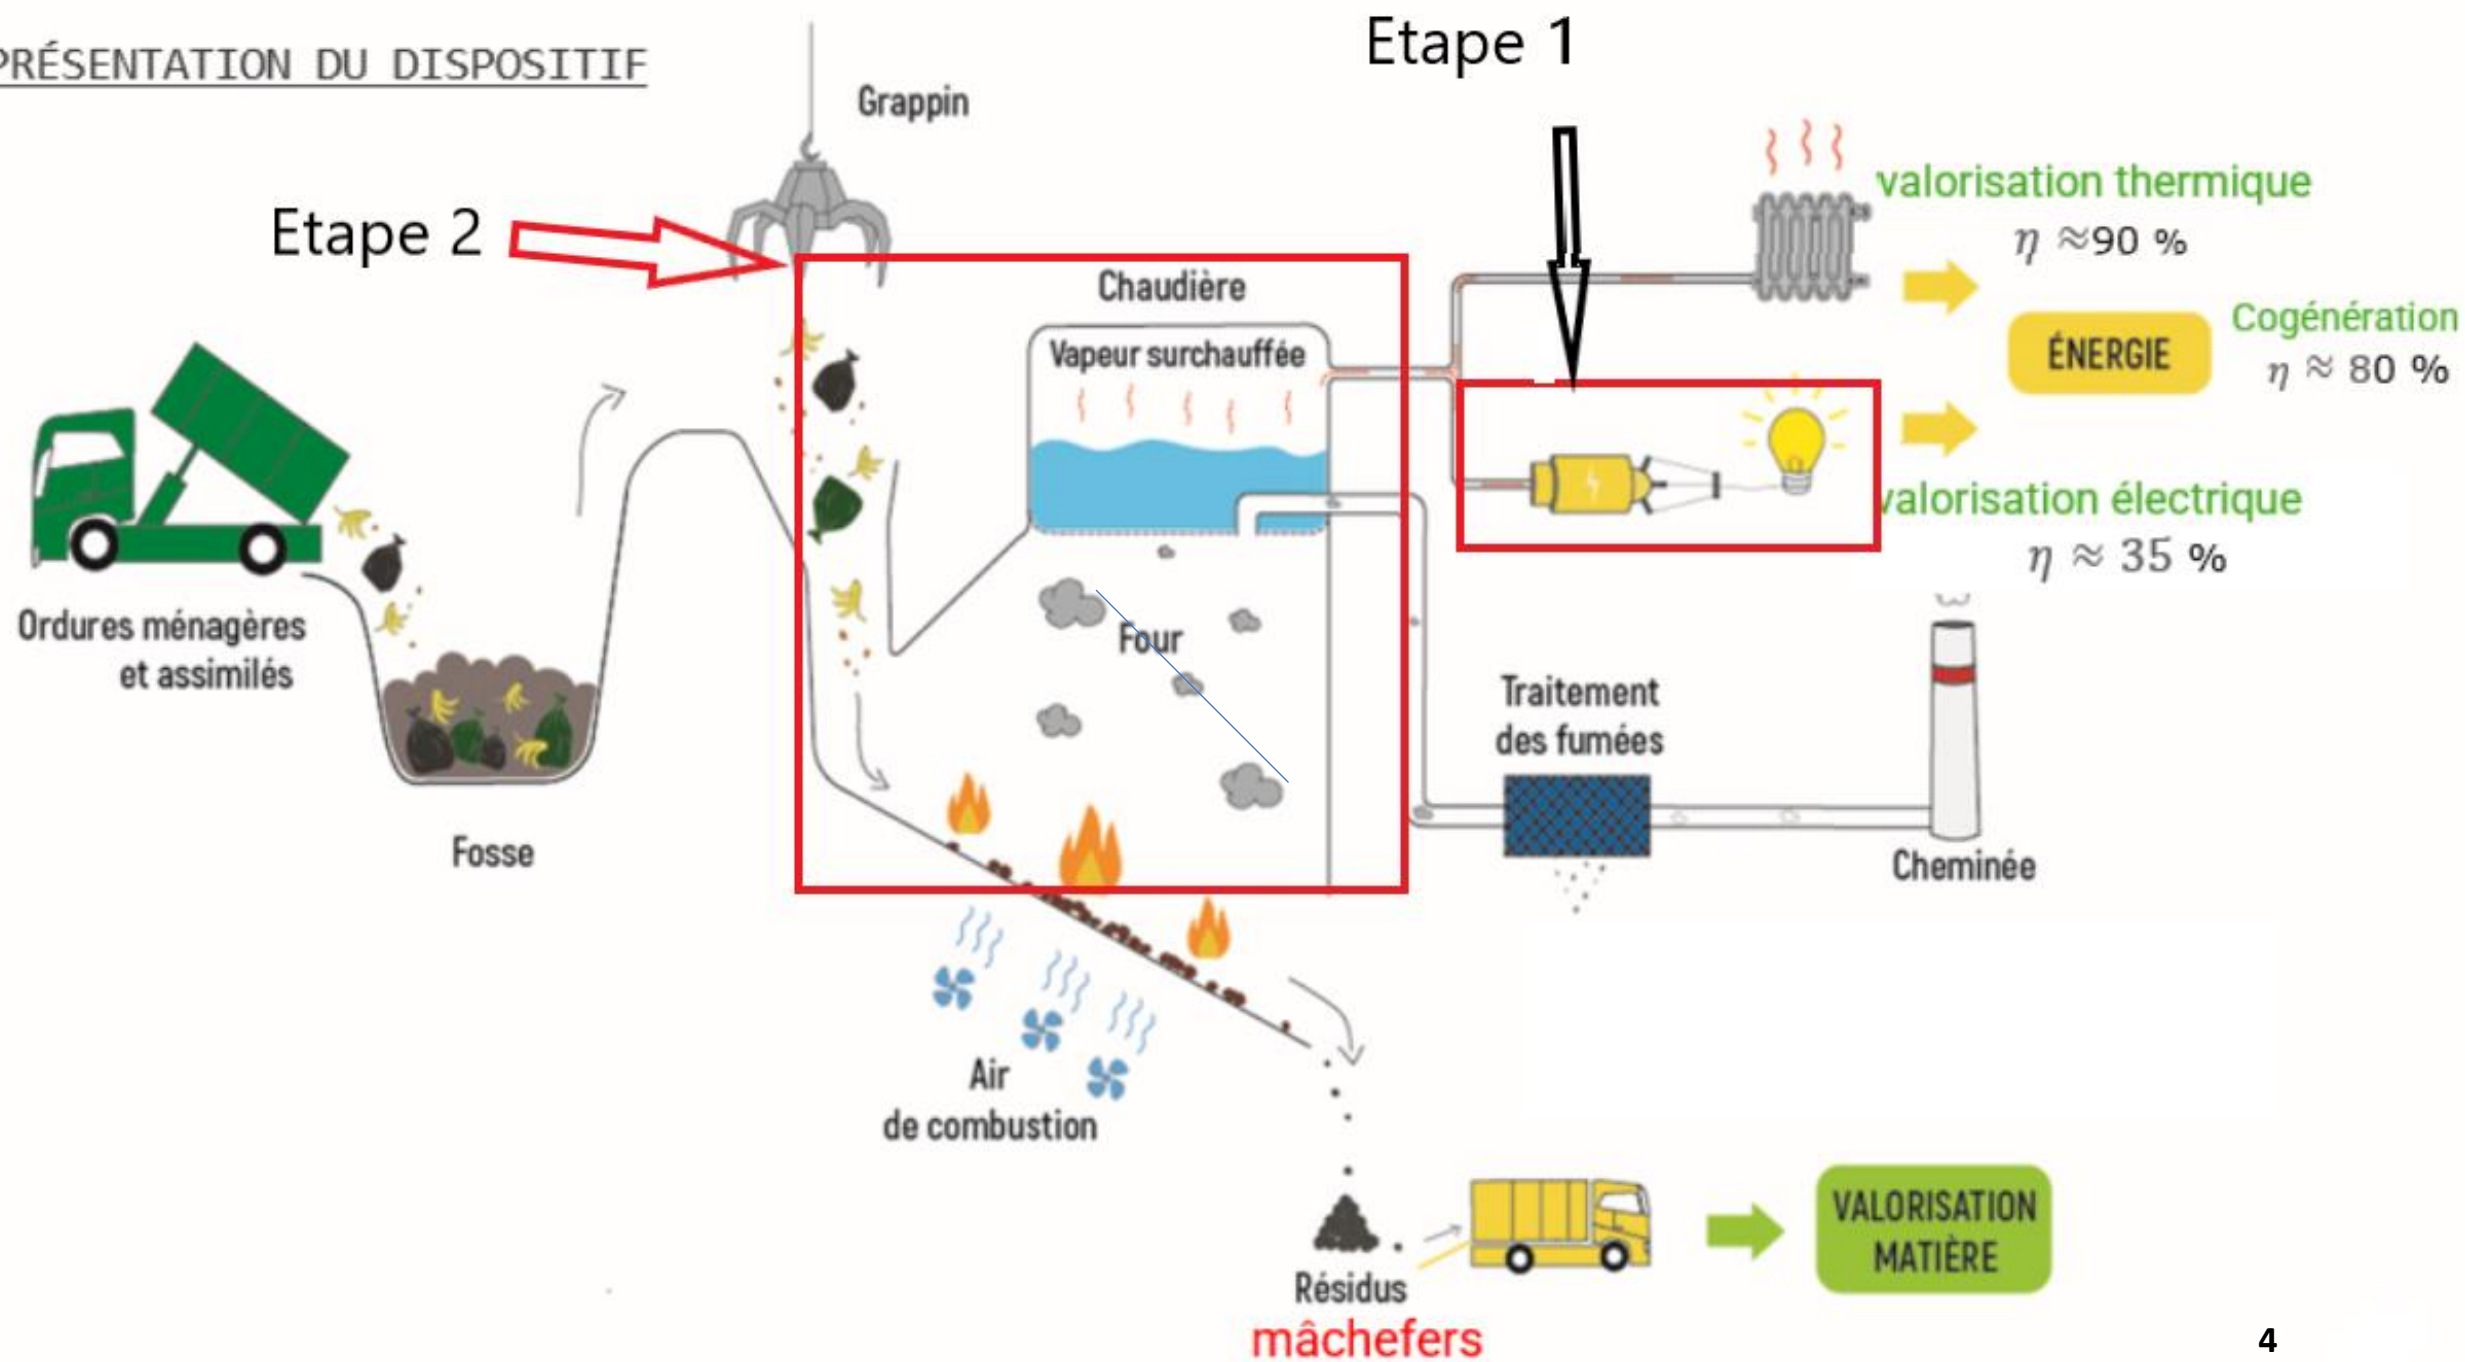 PRÉSENTATION DU DISPOSITIF
Etape 1
Grappin
Etape 2
valorisation thermique
η ≈90 %
Chaudière
Vapeur surchauffée
Cogénération
η ≈ 80 %
ÉNERGIE
valorisation électrique
η ≈ 35 %
Ordures ménagères
et assimilés
Four
Traitement
des fumées
Fosse
Cheminée
Air
de combustion
VALORISATION
MATIÈRE
Résidus
mâchefers
4